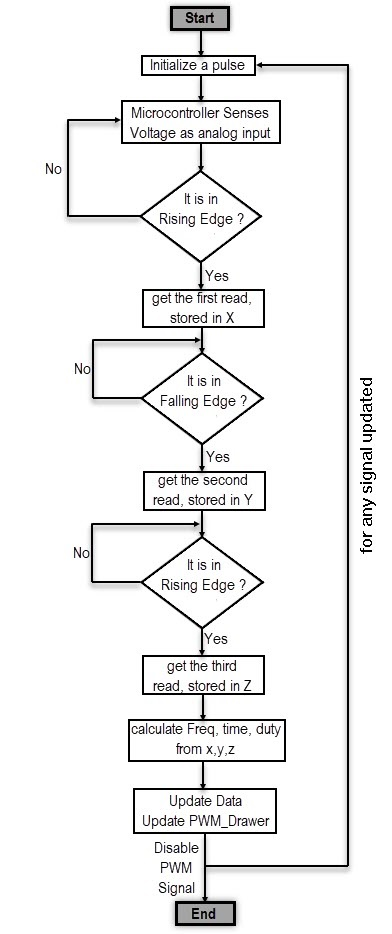 Start
Initialize a pulse
Microcontroller Senses
Voltage as analog input
No
It is in
Rising Edge ?
Yes
get the first read,
stored in X
No
It is in
Falling Edge ?
Yes
get the second
read, stored in Y
No
It is in
Rising Edge ?
Yes
get the third
read, stored in Z
calculate Freq, time, duty
from x,y,z
Update Data
Update PWM_Drawer
Disable
PWM
Signal
End
for any signal updated